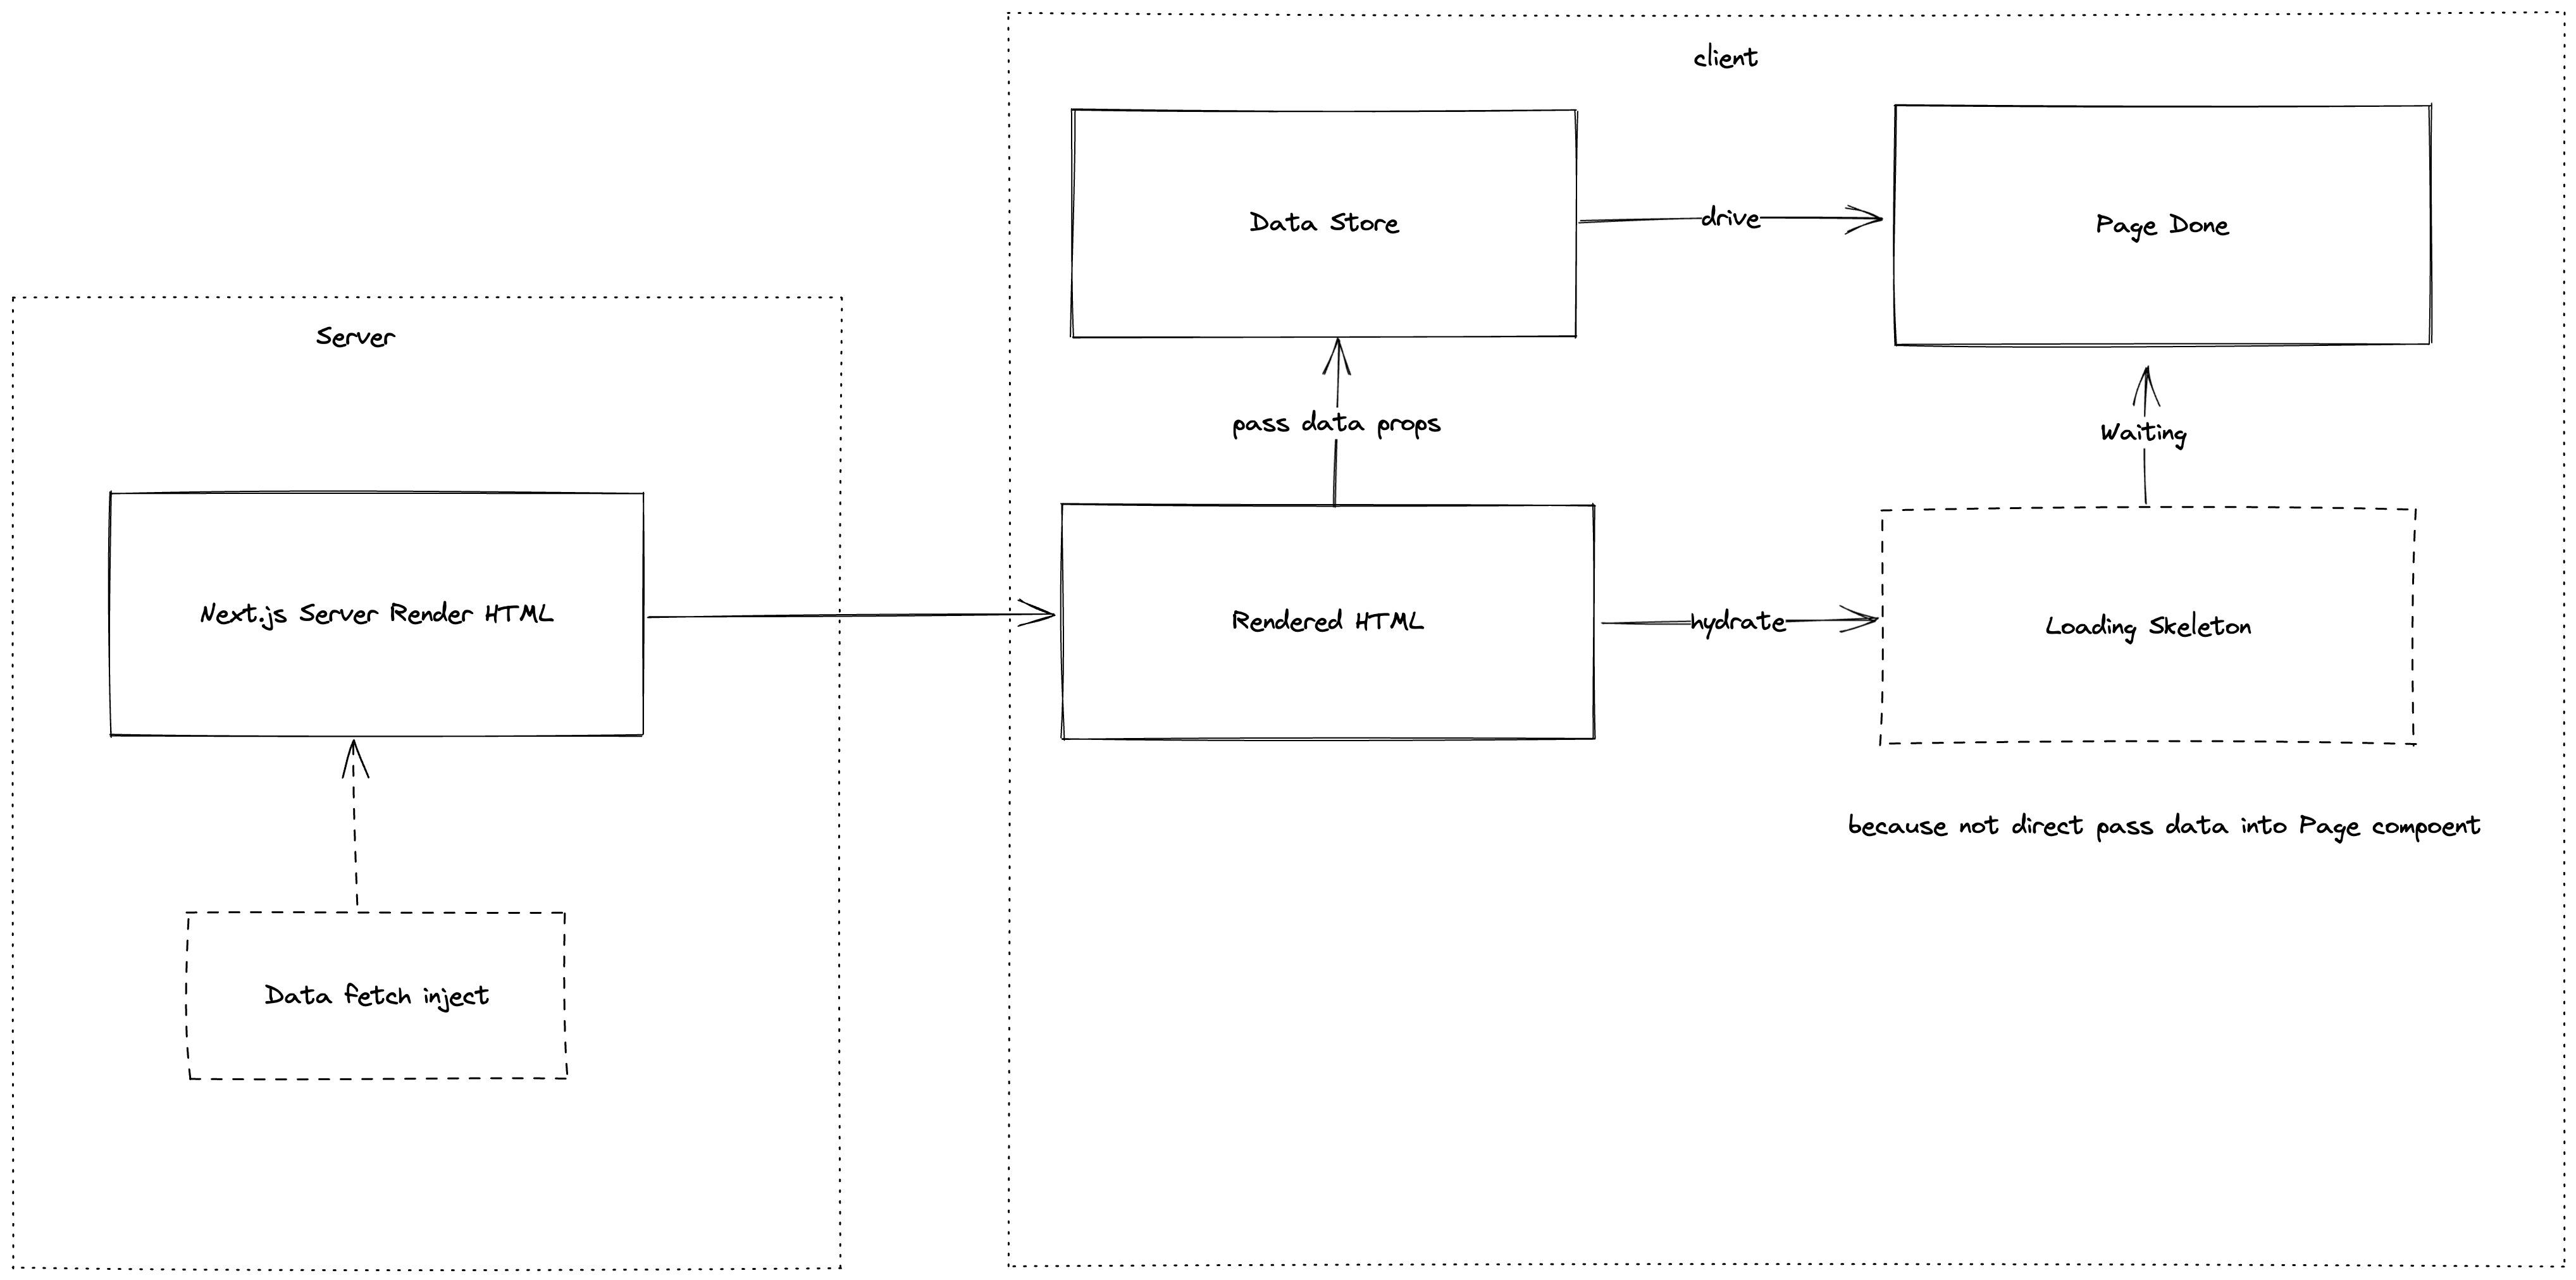 client
Data Store
drive
Page Done
Server
pass data props
Waiting
Next.js Server Render HTML
Rendered HTML
hydrate
Loading Skeleton
because not direct pass data into Page compoent
Data fetch inject